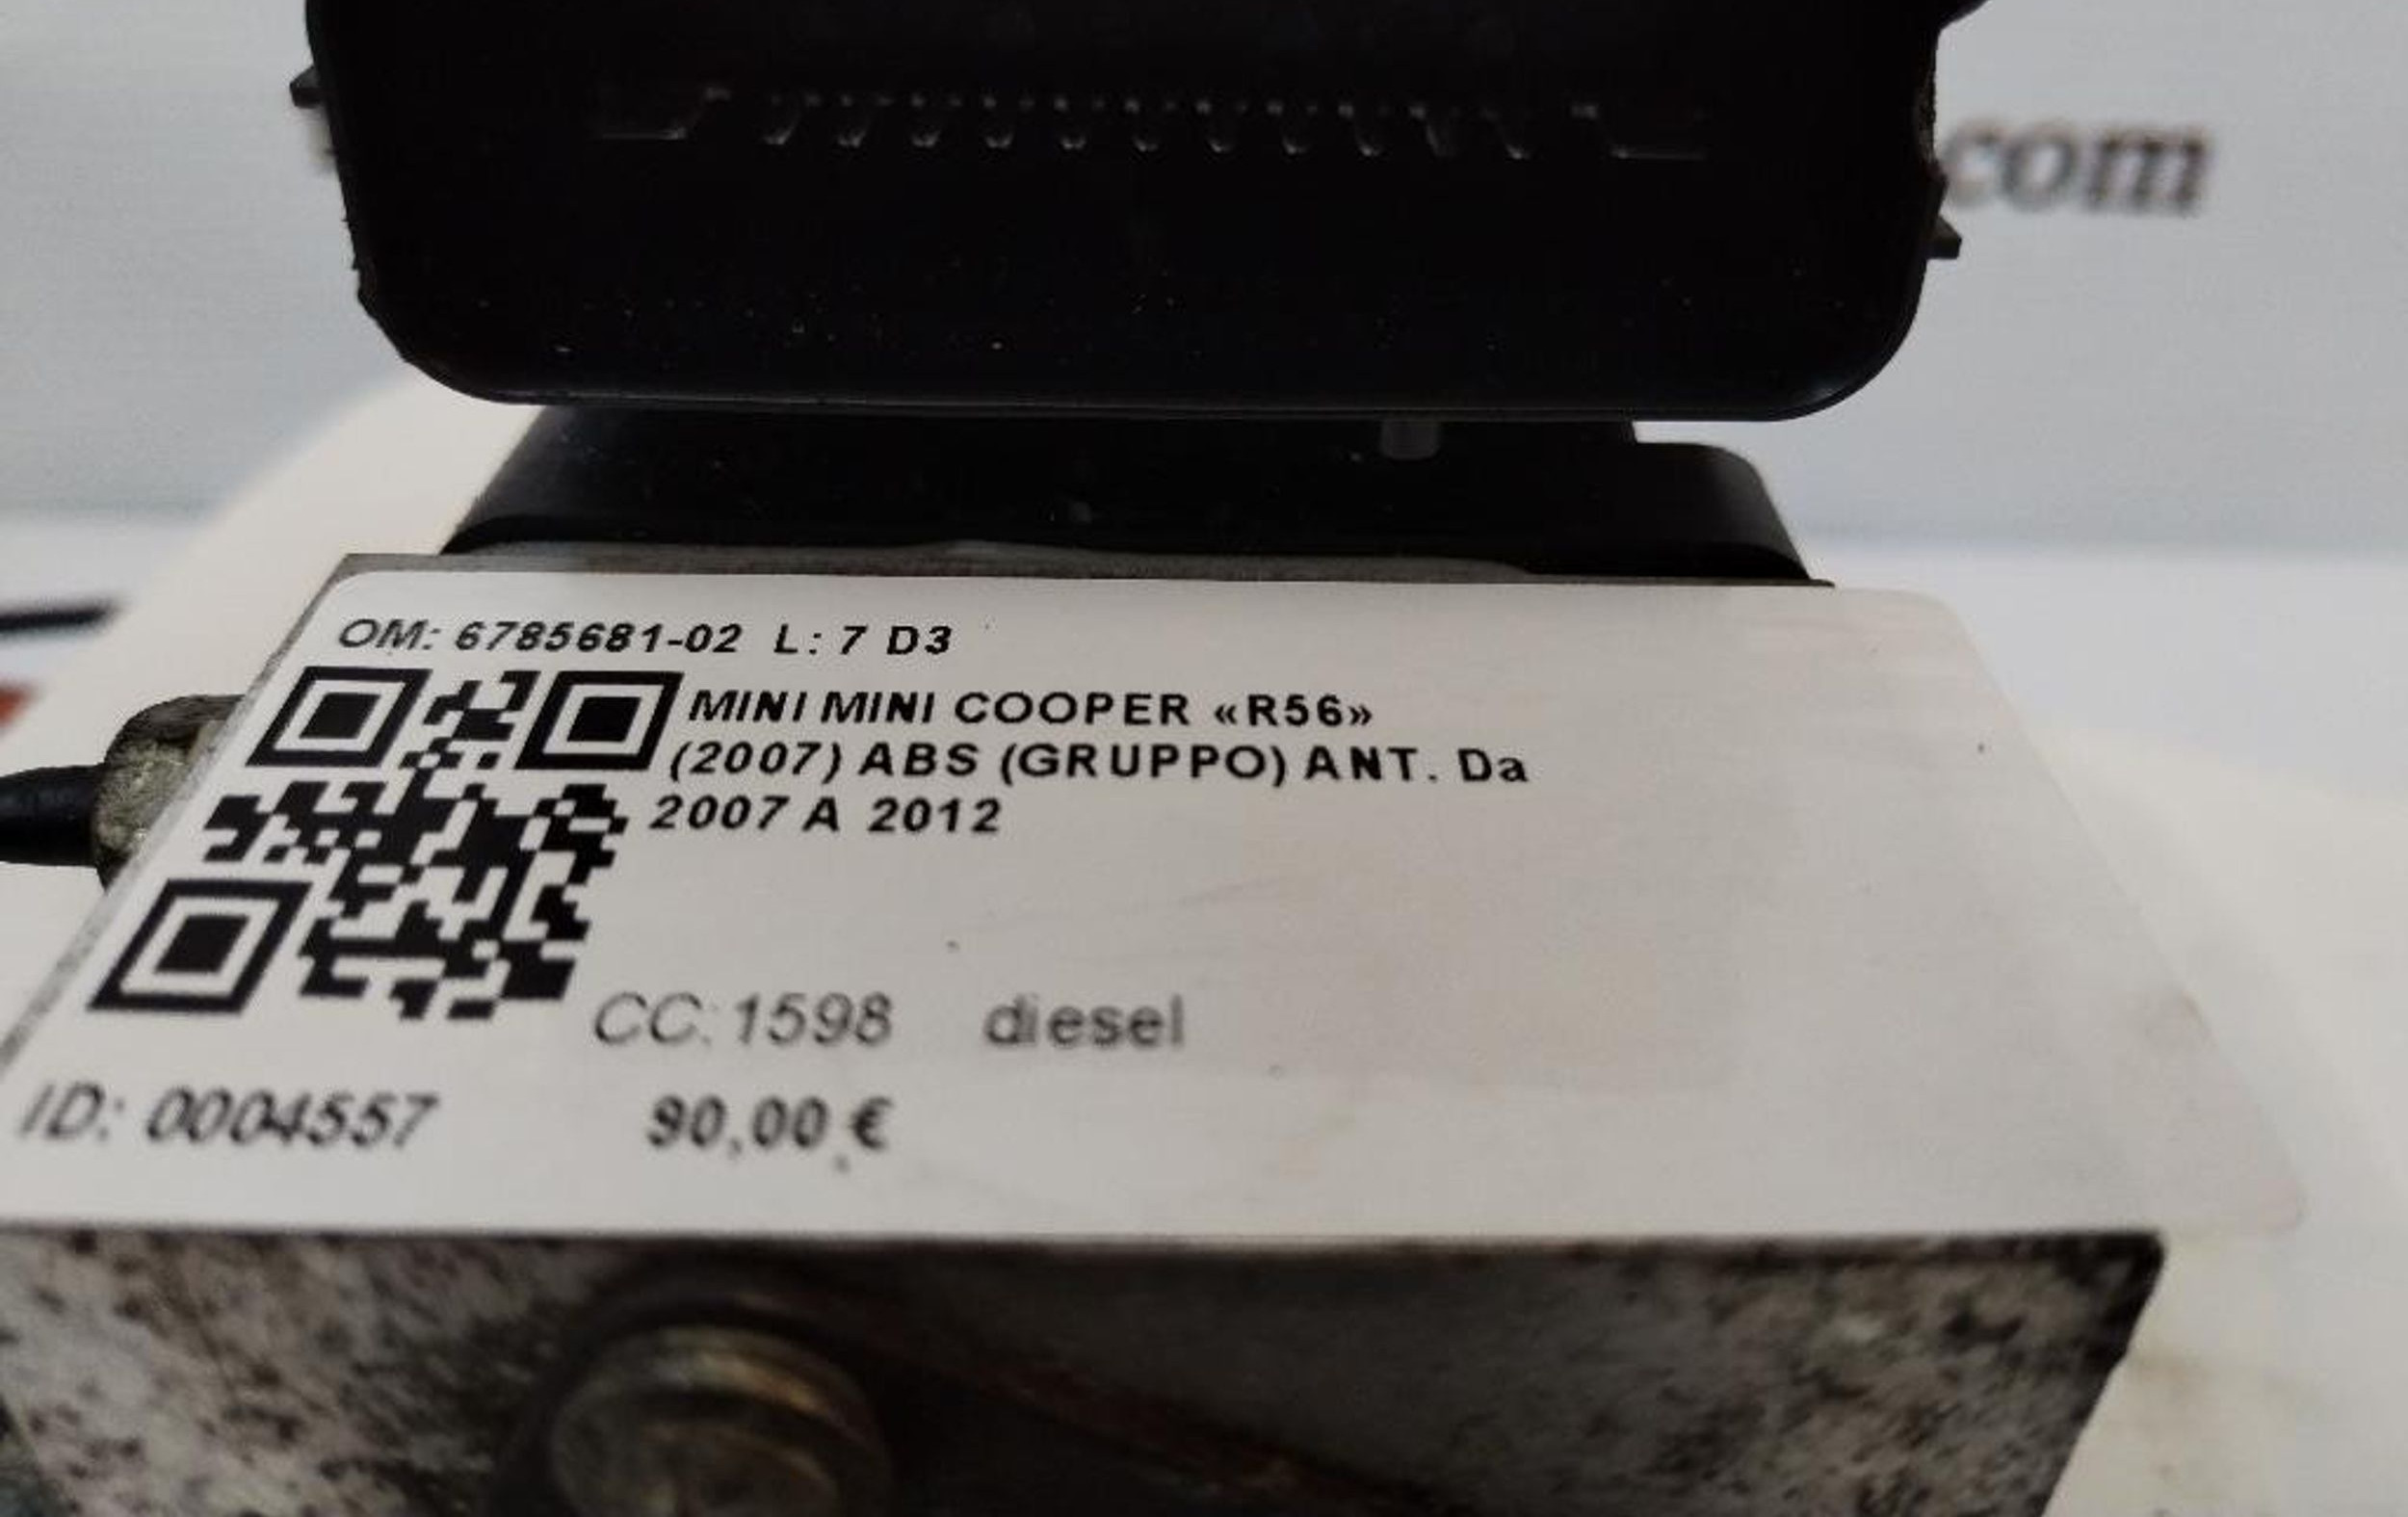 com
OM: 6785681-02 L: 7 D3
MINI MINI COOPER «R56»
(2007) ABS (GRUPPO) ANT. Da
2007 A 2012
CC:1598 diesel
ID: 0004557 90,00 €